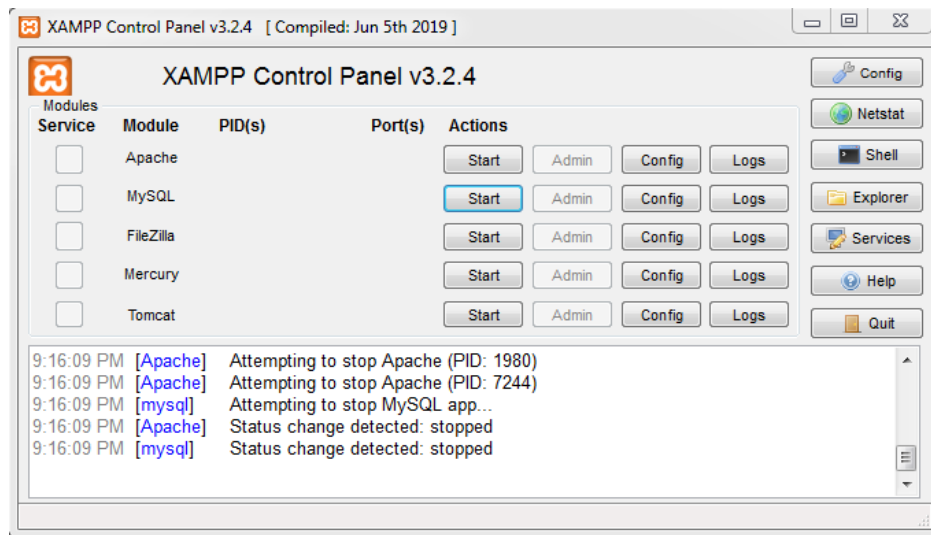 XAMPP Control Panel v3.2.4 [ Compiled: Jun 5th 2019 ]
XAMPP Control Panel v3.2.4
Config
Modules
Netstat
Service Module PID(s) Port(s) Actions
Apache Start Admin Config Logs
Shell
MySQL Start Admin Config Logs
Explorer
FileZilla Start Admin Config Logs
Services
Mercury Start Admin Config Logs
Help
Tomcat Start Admin Config Logs
Quit
9:16:09 PM [Apache] Attempting to stop Apache (PID: 1980)
9:16:09 PM [Apache] Attempting to stop Apache (PID: 7244)
9:16:09 PM [mysql] Attempting to stop MySQL app...
9:16:09 PM [Apache] Status change detected: stopped
9:16:09 PM [mysql] Status change detected: stopped